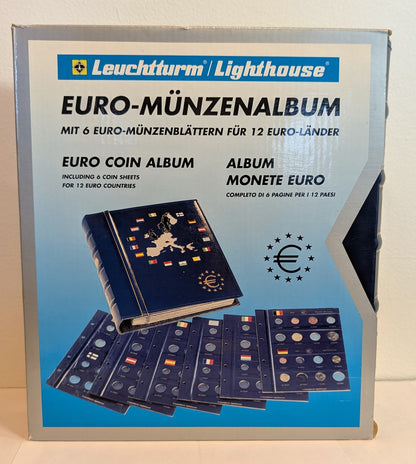 Leuchtturm / Lighthouse®
EURO-MÜNZENALBUM
MIT 6 EURO-MÜNZENBLÄTTERN FÜR 12 EURO-LÄNDER
EURO COIN ALBUM
INCLUDING 6 COIN SHEETS
FOR 12 EURO COUNTRIES
ALBUM
MONETE EURO
COMPLETO DI 6 PAGINE PER I 12 PAESI
€